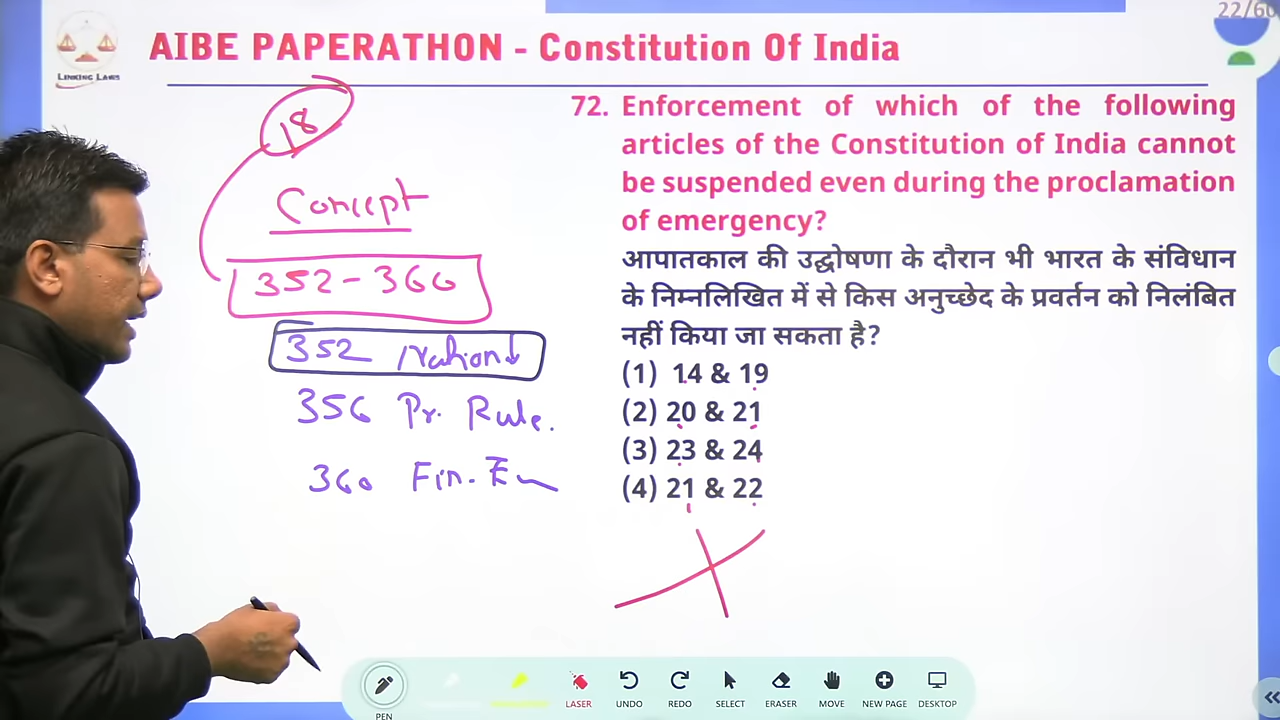 22/60
LINKING LAWS
AIBE PAPERATHON - Constitution Of India
18
Concept
352 - 360
352
356 Pr. Rule.
360 Fin. Em
72. Enforcement of which of the following
articles of the Constitution of India cannot
be suspended even during the proclamation
of emergency?
आपातकाल की उद्घोषणा के दौरान भी भारत के संविधान
के निम्नलिखित में से किस अनुच्छेद के प्रवर्तन को निलंबित
नहीं किया जा सकता है?
(1) 14 & 19
(2) 20 & 21
(3) 23 & 24
(4) 21 & 22
PEN
LASER
UNDO
REDO
SELECT
ERASER
MOVE
NEW PAGE
DESKTOP